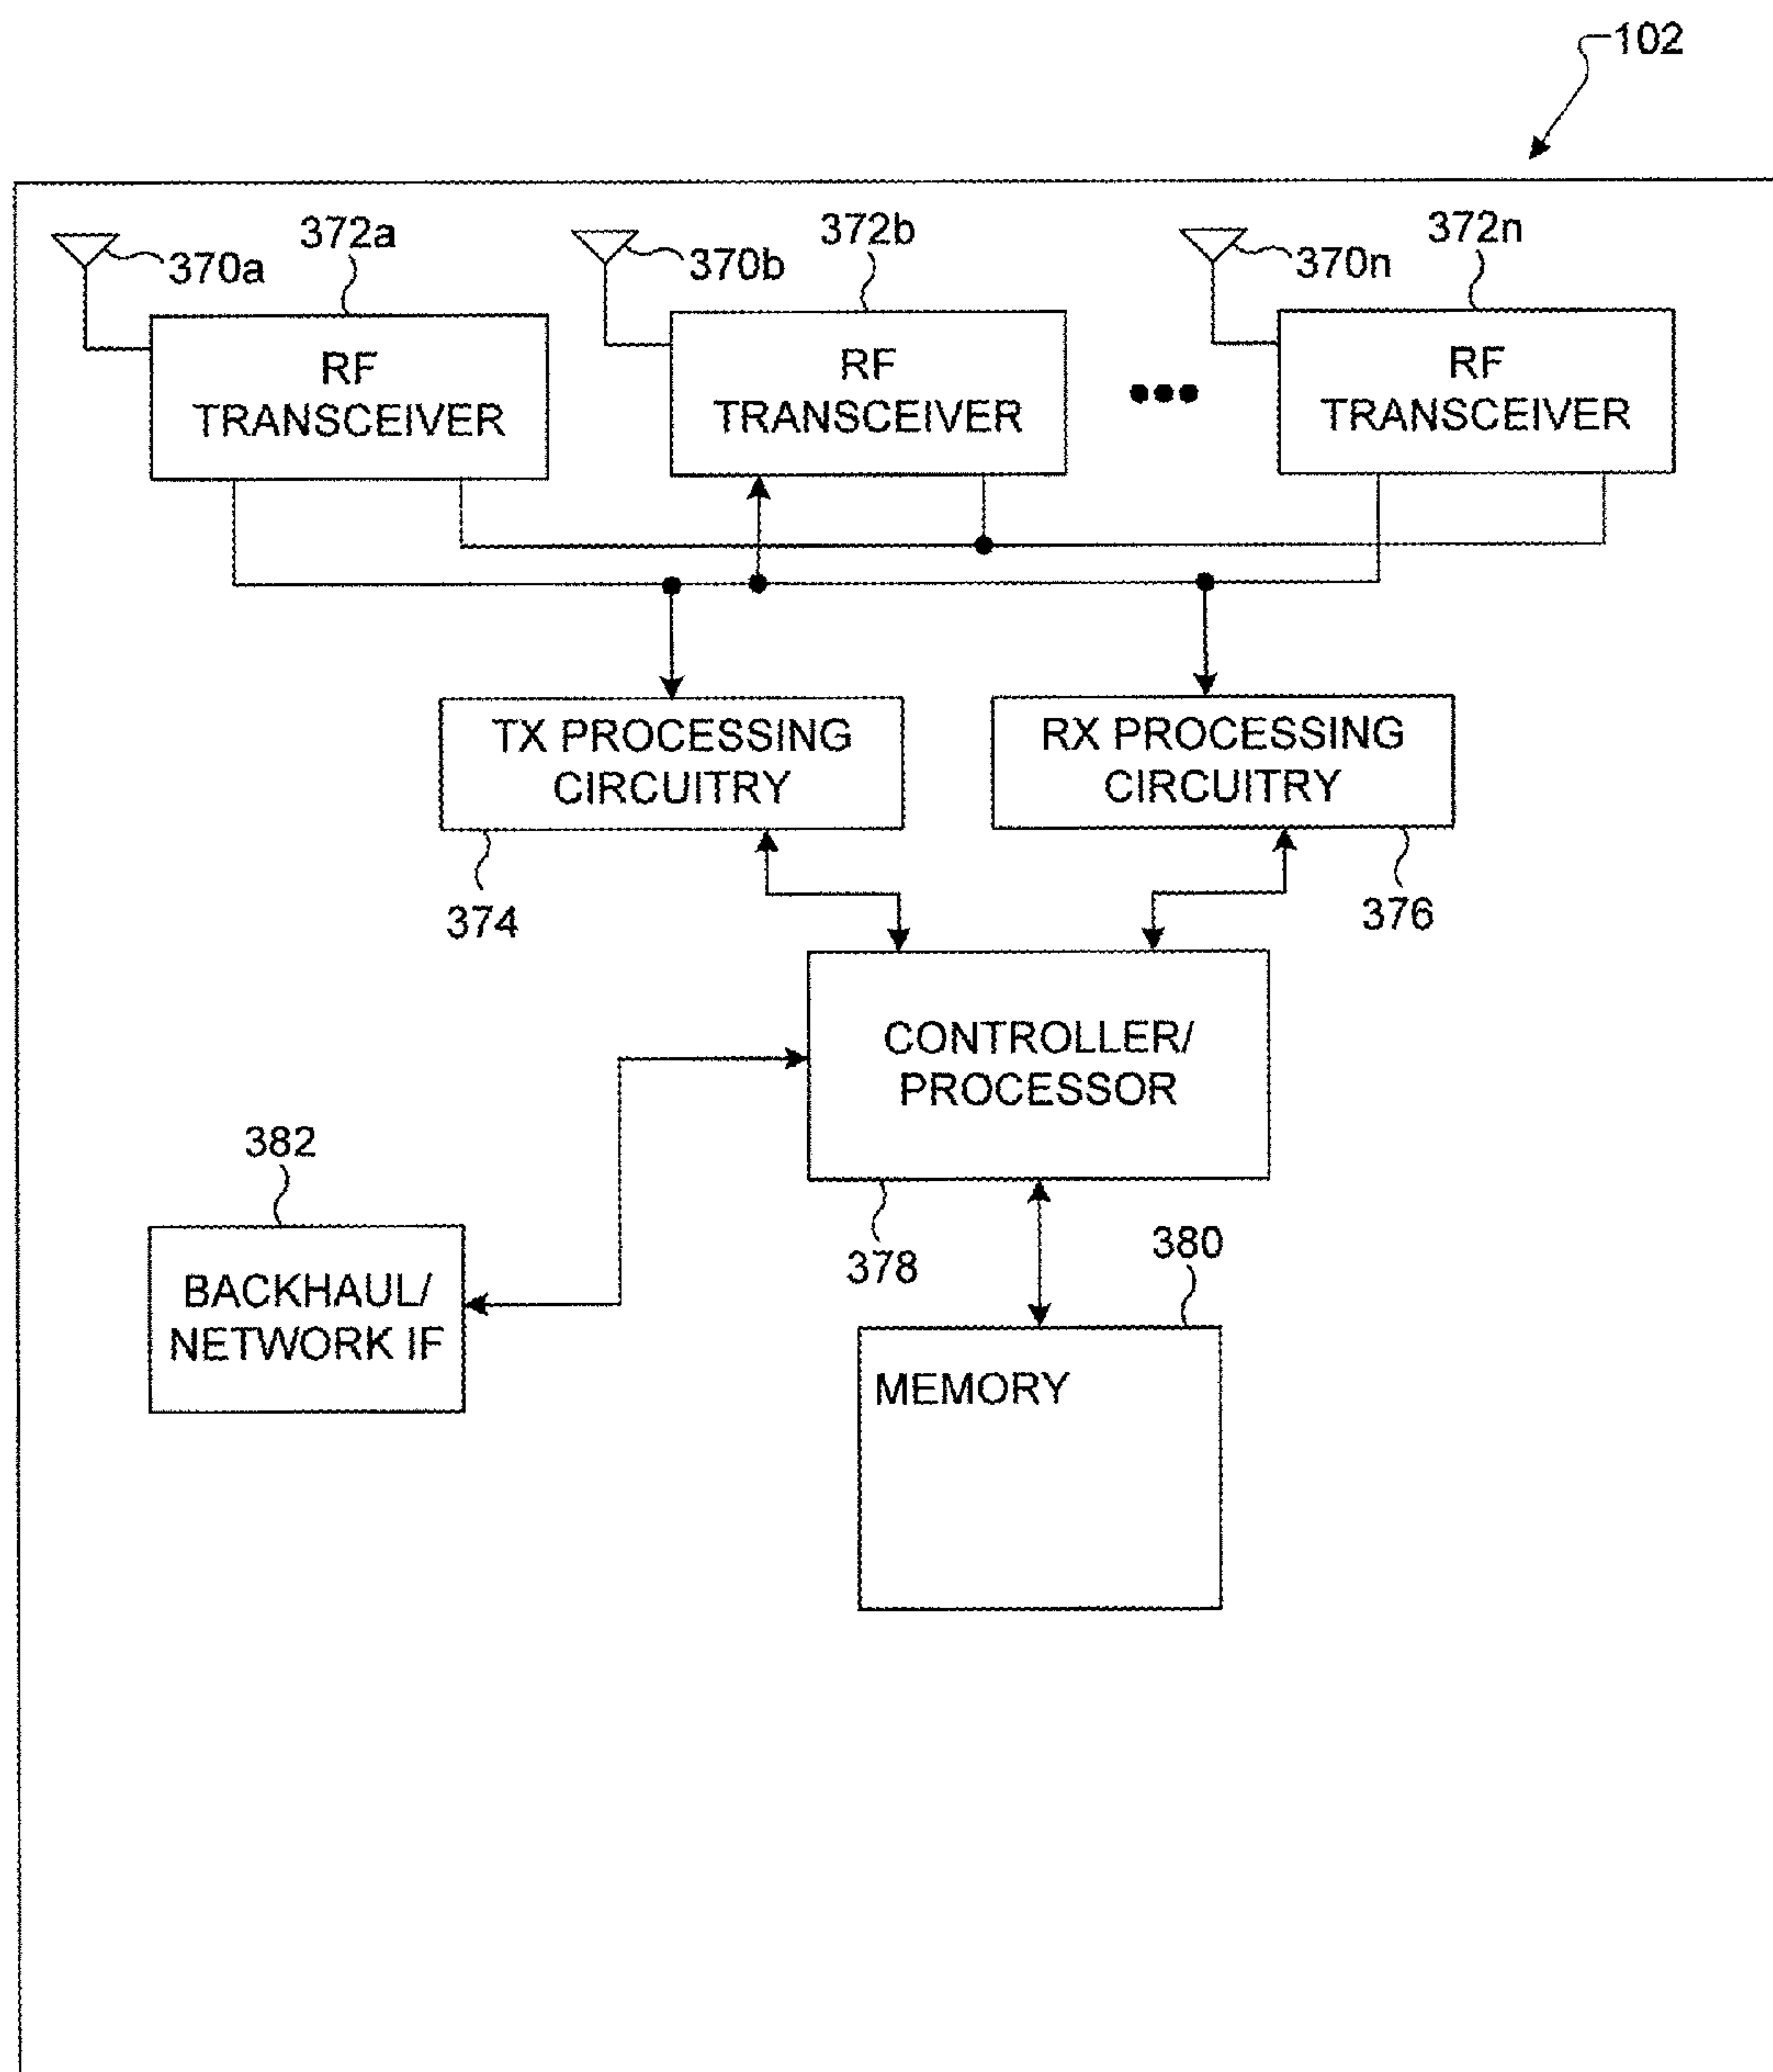 102
372a
372b
372n
370a
370b
370n
RF
TRANSCEIVER
RF
TRANSCEIVER
RF
TRANSCEIVER
TX PROCESSING
CIRCUITRY
RX PROCESSING
CIRCUITRY
374
376
CONTROLLER/
PROCESSOR
382
378
380
BACKHAUL/
NETWORK IF
MEMORY